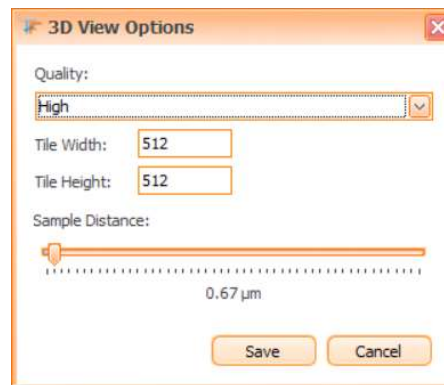 3D View Options
Quality:
High
Tile Width: 512
Tile Height: 512
Sample Distance:
0.67 µm
Save Cancel